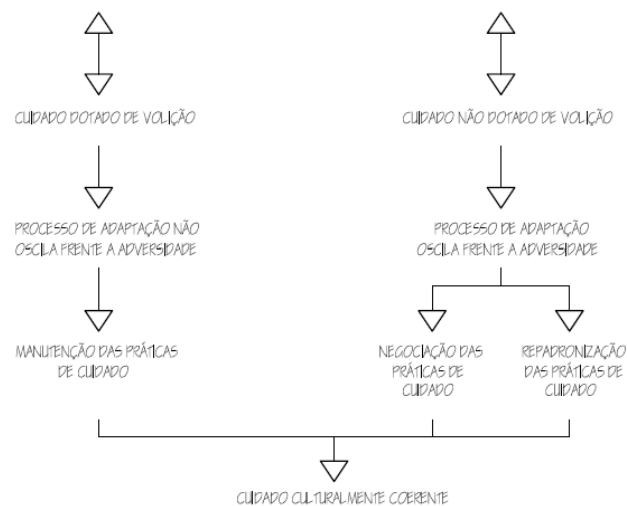 CUIDADO DOTADO DE VOLIÇÃO
CUIDADO NÃO DOTADO DE VOLIÇÃO
PROCESSO DE ADAPTAÇÃO NÃO
OSCILA FRENTE A ADVERSIDADE
PROCESSO DE ADAPTAÇÃO
OSCILA FRENTE A ADVERSIDADE
MANUTENÇÃO DAS PRÁTICAS
DE CUIDADO
NEGOCIAÇÃO DAS
PRÁTICAS DE
CUIDADO
REPADRONIZAÇÃO
DAS PRÁTICAS DE
CUIDADO
CUIDADO CULTURALMENTE COERENTE